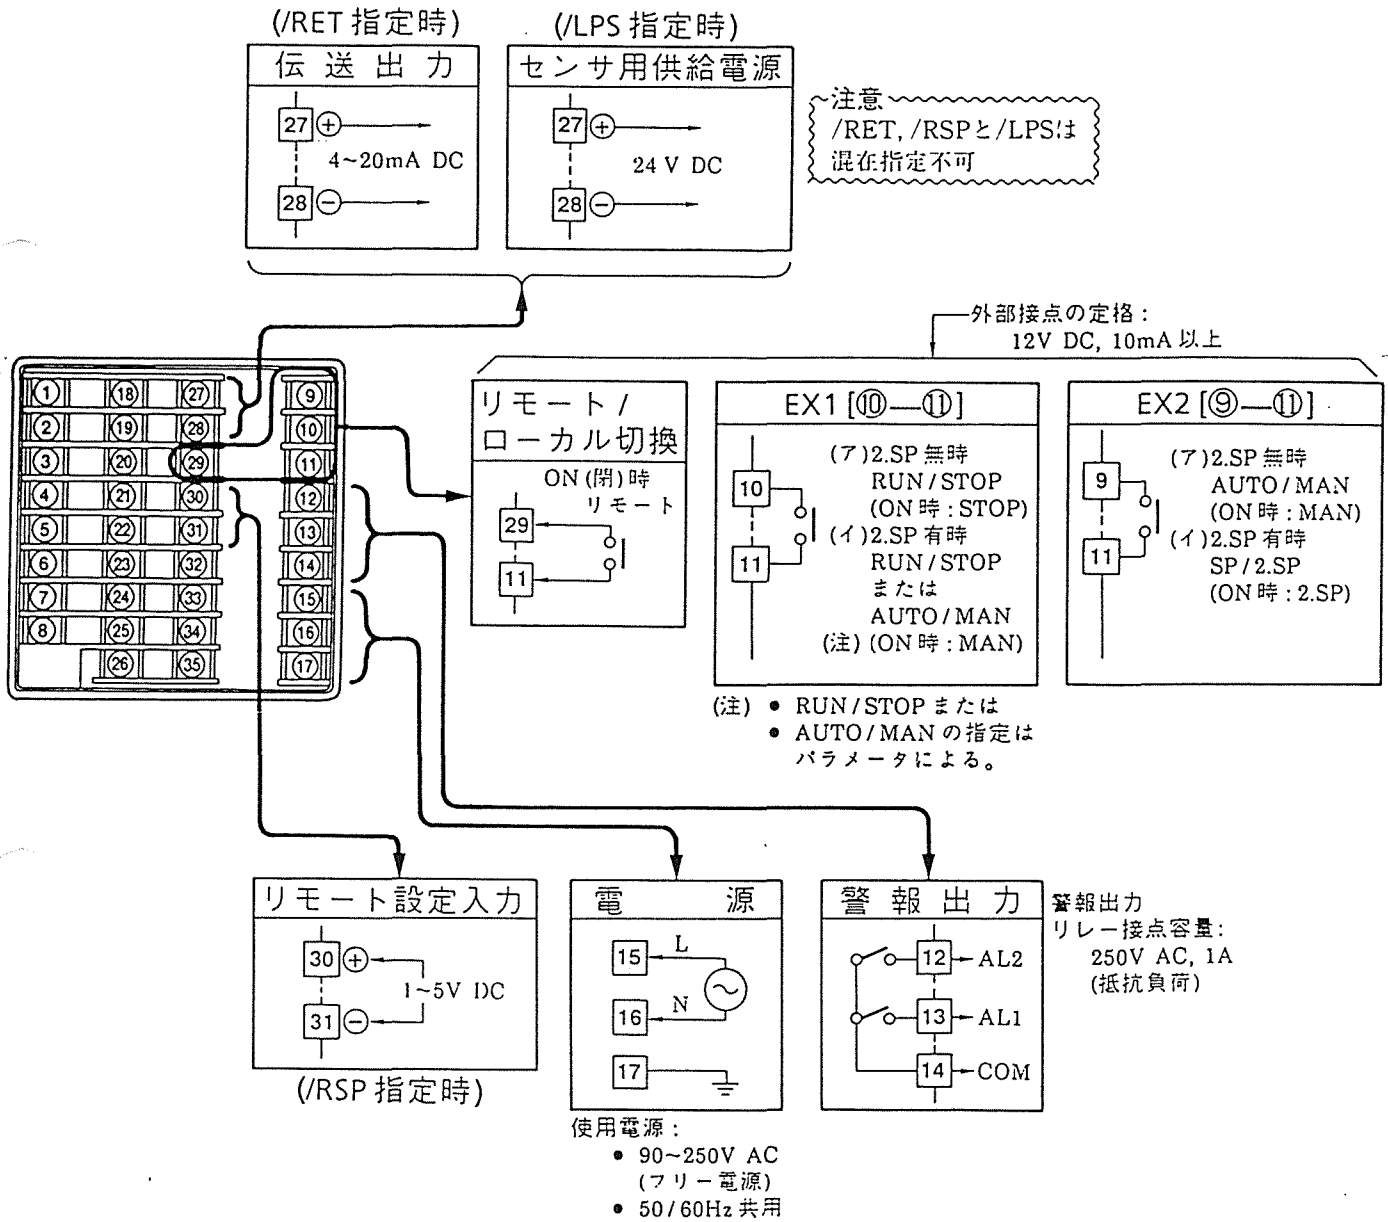 (/RET 指定時)
伝送出力
27 +
4~20mA DC
28 −
(/LPS 指定時)
センサ用供給電源
27 +
24 V DC
28 −
注意
/RET, /RSPと/LPSは
混在指定不可
外部接点の定格:
12V DC, 10mA 以上
① ⑱ ㉗ ⑨
② ⑲ ㉘ ⑩
③ ⑳ ㉙ ⑪
④ ㉑ ㉚ ⑫
⑤ ㉒ ㉛ ⑬
⑥ ㉓ ㉜ ⑭
⑦ ㉔ ㉝ ⑮
⑧ ㉕ ㉞ ⑯
㉖ ㉟ ⑰
リモート/
ローカル切換
ON (閉)時
リモート
29
11
EX1 [⑩—⑪]
(ア)2.SP 無時
RUN/STOP
(ON 時 : STOP)
(イ)2.SP 有時
RUN/STOP
または
AUTO/MAN
(注) (ON 時 : MAN)
10
11
EX2 [⑨—⑪]
(ア)2.SP 無時
AUTO/MAN
(ON 時 : MAN)
(イ)2.SP 有時
SP/2.SP
(ON 時 : 2.SP)
9
11
(注) • RUN/STOP または
• AUTO/MAN の指定は
パラメータによる。
リモート設定入力
30 +
1~5V DC
31 −
(/RSP 指定時)
電源
15 L
16 N
17
使用電源 :
• 90~250V AC
(フリー電源)
• 50/60Hz 共用
警報出力
12 AL2
13 AL1
14 COM
警報出力
リレー接点容量:
250V AC, 1A
(抵抗負荷)